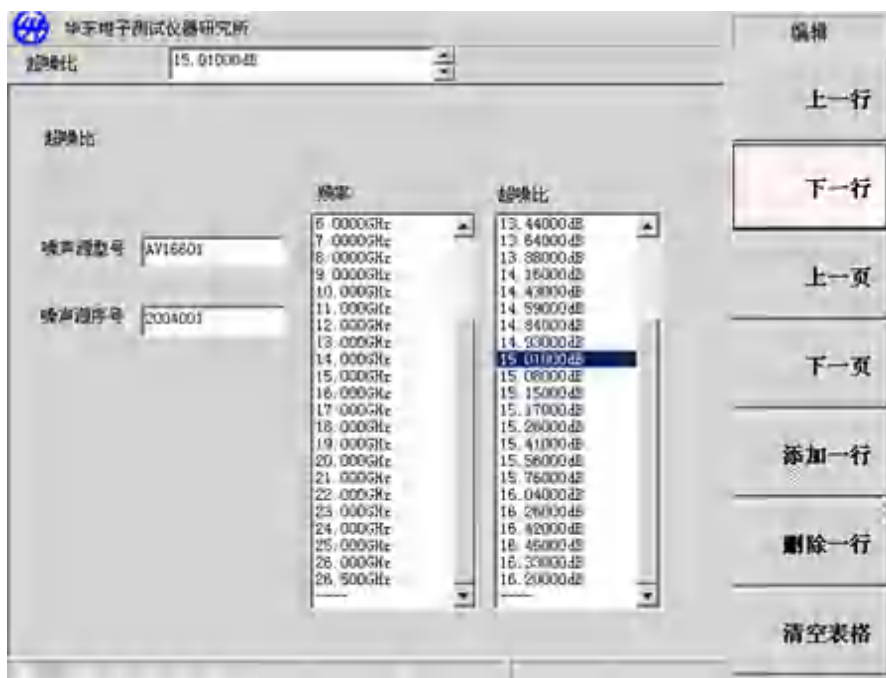 华东电子测试仪器研究所
编辑
超噪比 15.01000dB
上一行
超噪比
下一行
频率 超噪比
6.0000GHz 13.44000dB
7.0000GHz 13.64000dB
噪声源型号 AV16601
8.0000GHz 13.88000dB
9.0000GHz 14.16000dB
上一页
10.000GHz 14.43000dB
11.000GHz 14.59000dB
噪声源序号 2004001
12.000GHz 14.84000dB
13.000GHz 14.93000dB
14.000GHz 15.01000dB
下一页
15.000GHz 15.08000dB
16.000GHz 15.15000dB
17.000GHz 15.17000dB
18.000GHz 15.26000dB
19.000GHz 15.41000dB
添加一行
20.000GHz 15.56000dB
21.000GHz 15.76000dB
22.000GHz 16.04000dB
23.000GHz 16.26000dB
24.000GHz 16.42000dB
删除一行
25.000GHz 16.46000dB
26.000GHz 16.33000dB
26.500GHz 16.20000dB
清空表格